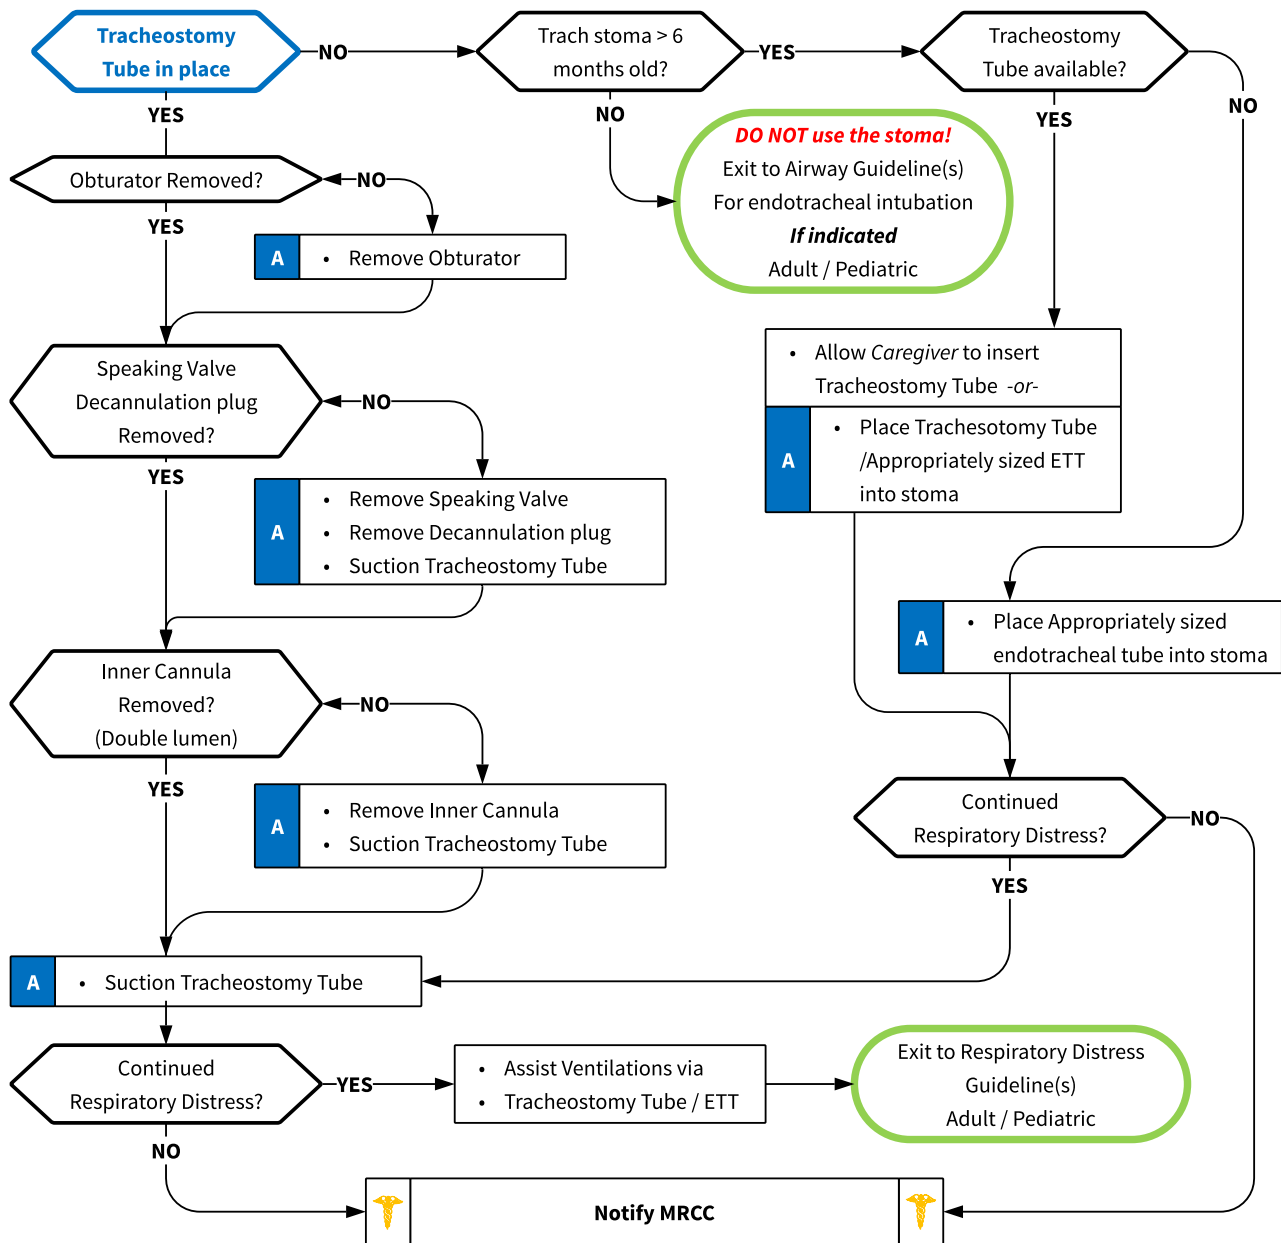 Tracheostomy
Tube in place
NO
Trach stoma > 6
months old?
YES
Tracheostomy
Tube available?
YES
NO
YES
NO
DO NOT use the stoma!
Exit to Airway Guideline(s)
For endotracheal intubation
If indicated
Adult / Pediatric
Obturator Removed?
NO
YES
A
• Remove Obturator
• Allow Caregiver to insert
Tracheostomy Tube -or-
A
• Place Trachesotomy Tube
/Appropriately sized ETT
into stoma
Speaking Valve
Decannulation plug
Removed?
NO
YES
A
• Remove Speaking Valve
• Remove Decannulation plug
• Suction Tracheostomy Tube
A
• Place Appropriately sized
endotracheal tube into stoma
Inner Cannula
Removed?
(Double lumen)
NO
YES
A
• Remove Inner Cannula
• Suction Tracheostomy Tube
Continued
Respiratory Distress?
NO
YES
A
• Suction Tracheostomy Tube
Continued
Respiratory Distress?
YES
• Assist Ventilations via
• Tracheostomy Tube / ETT
Exit to Respiratory Distress
Guideline(s)
Adult / Pediatric
NO
Notify MRCC